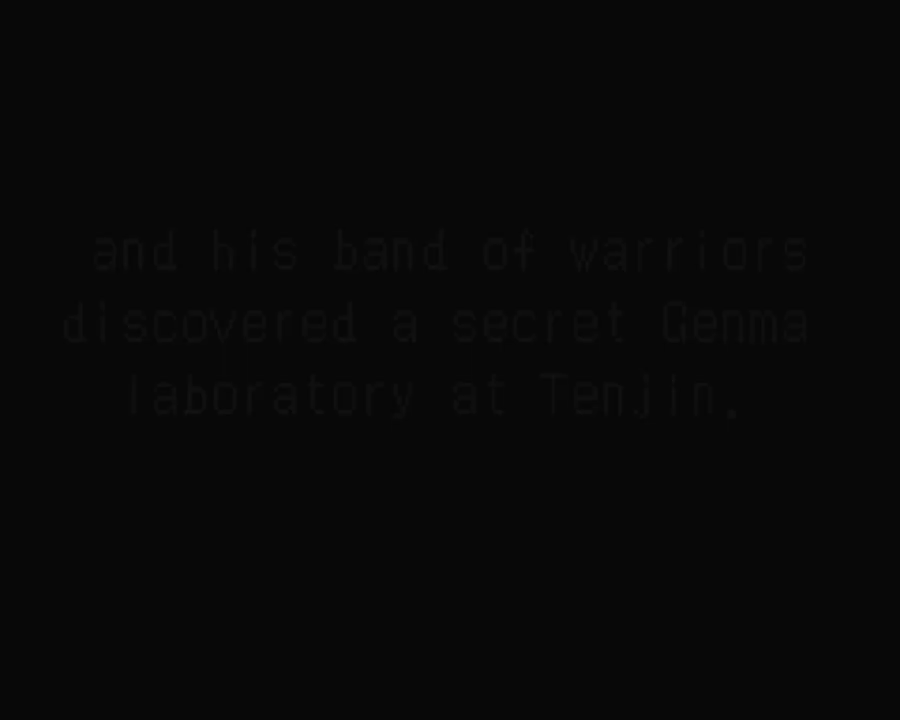 and his band of warriors
discovered a secret Genma
laboratory at Tenjin.